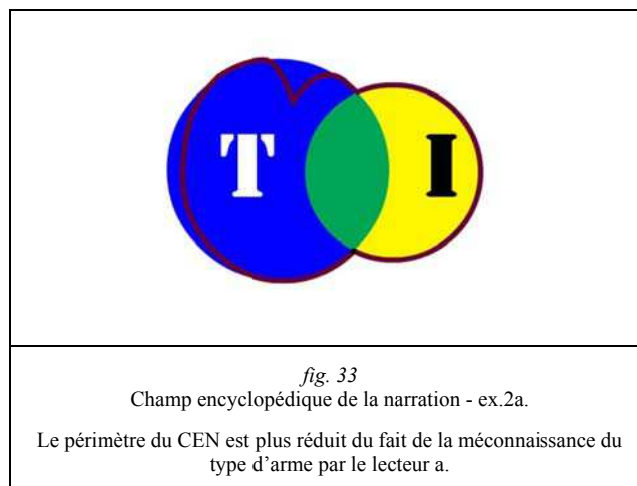 T I
fig. 33
Champ encyclopédique de la narration - ex.2a.
Le périmètre du CEN est plus réduit du fait de la méconnaissance du
type d’arme par le lecteur a.